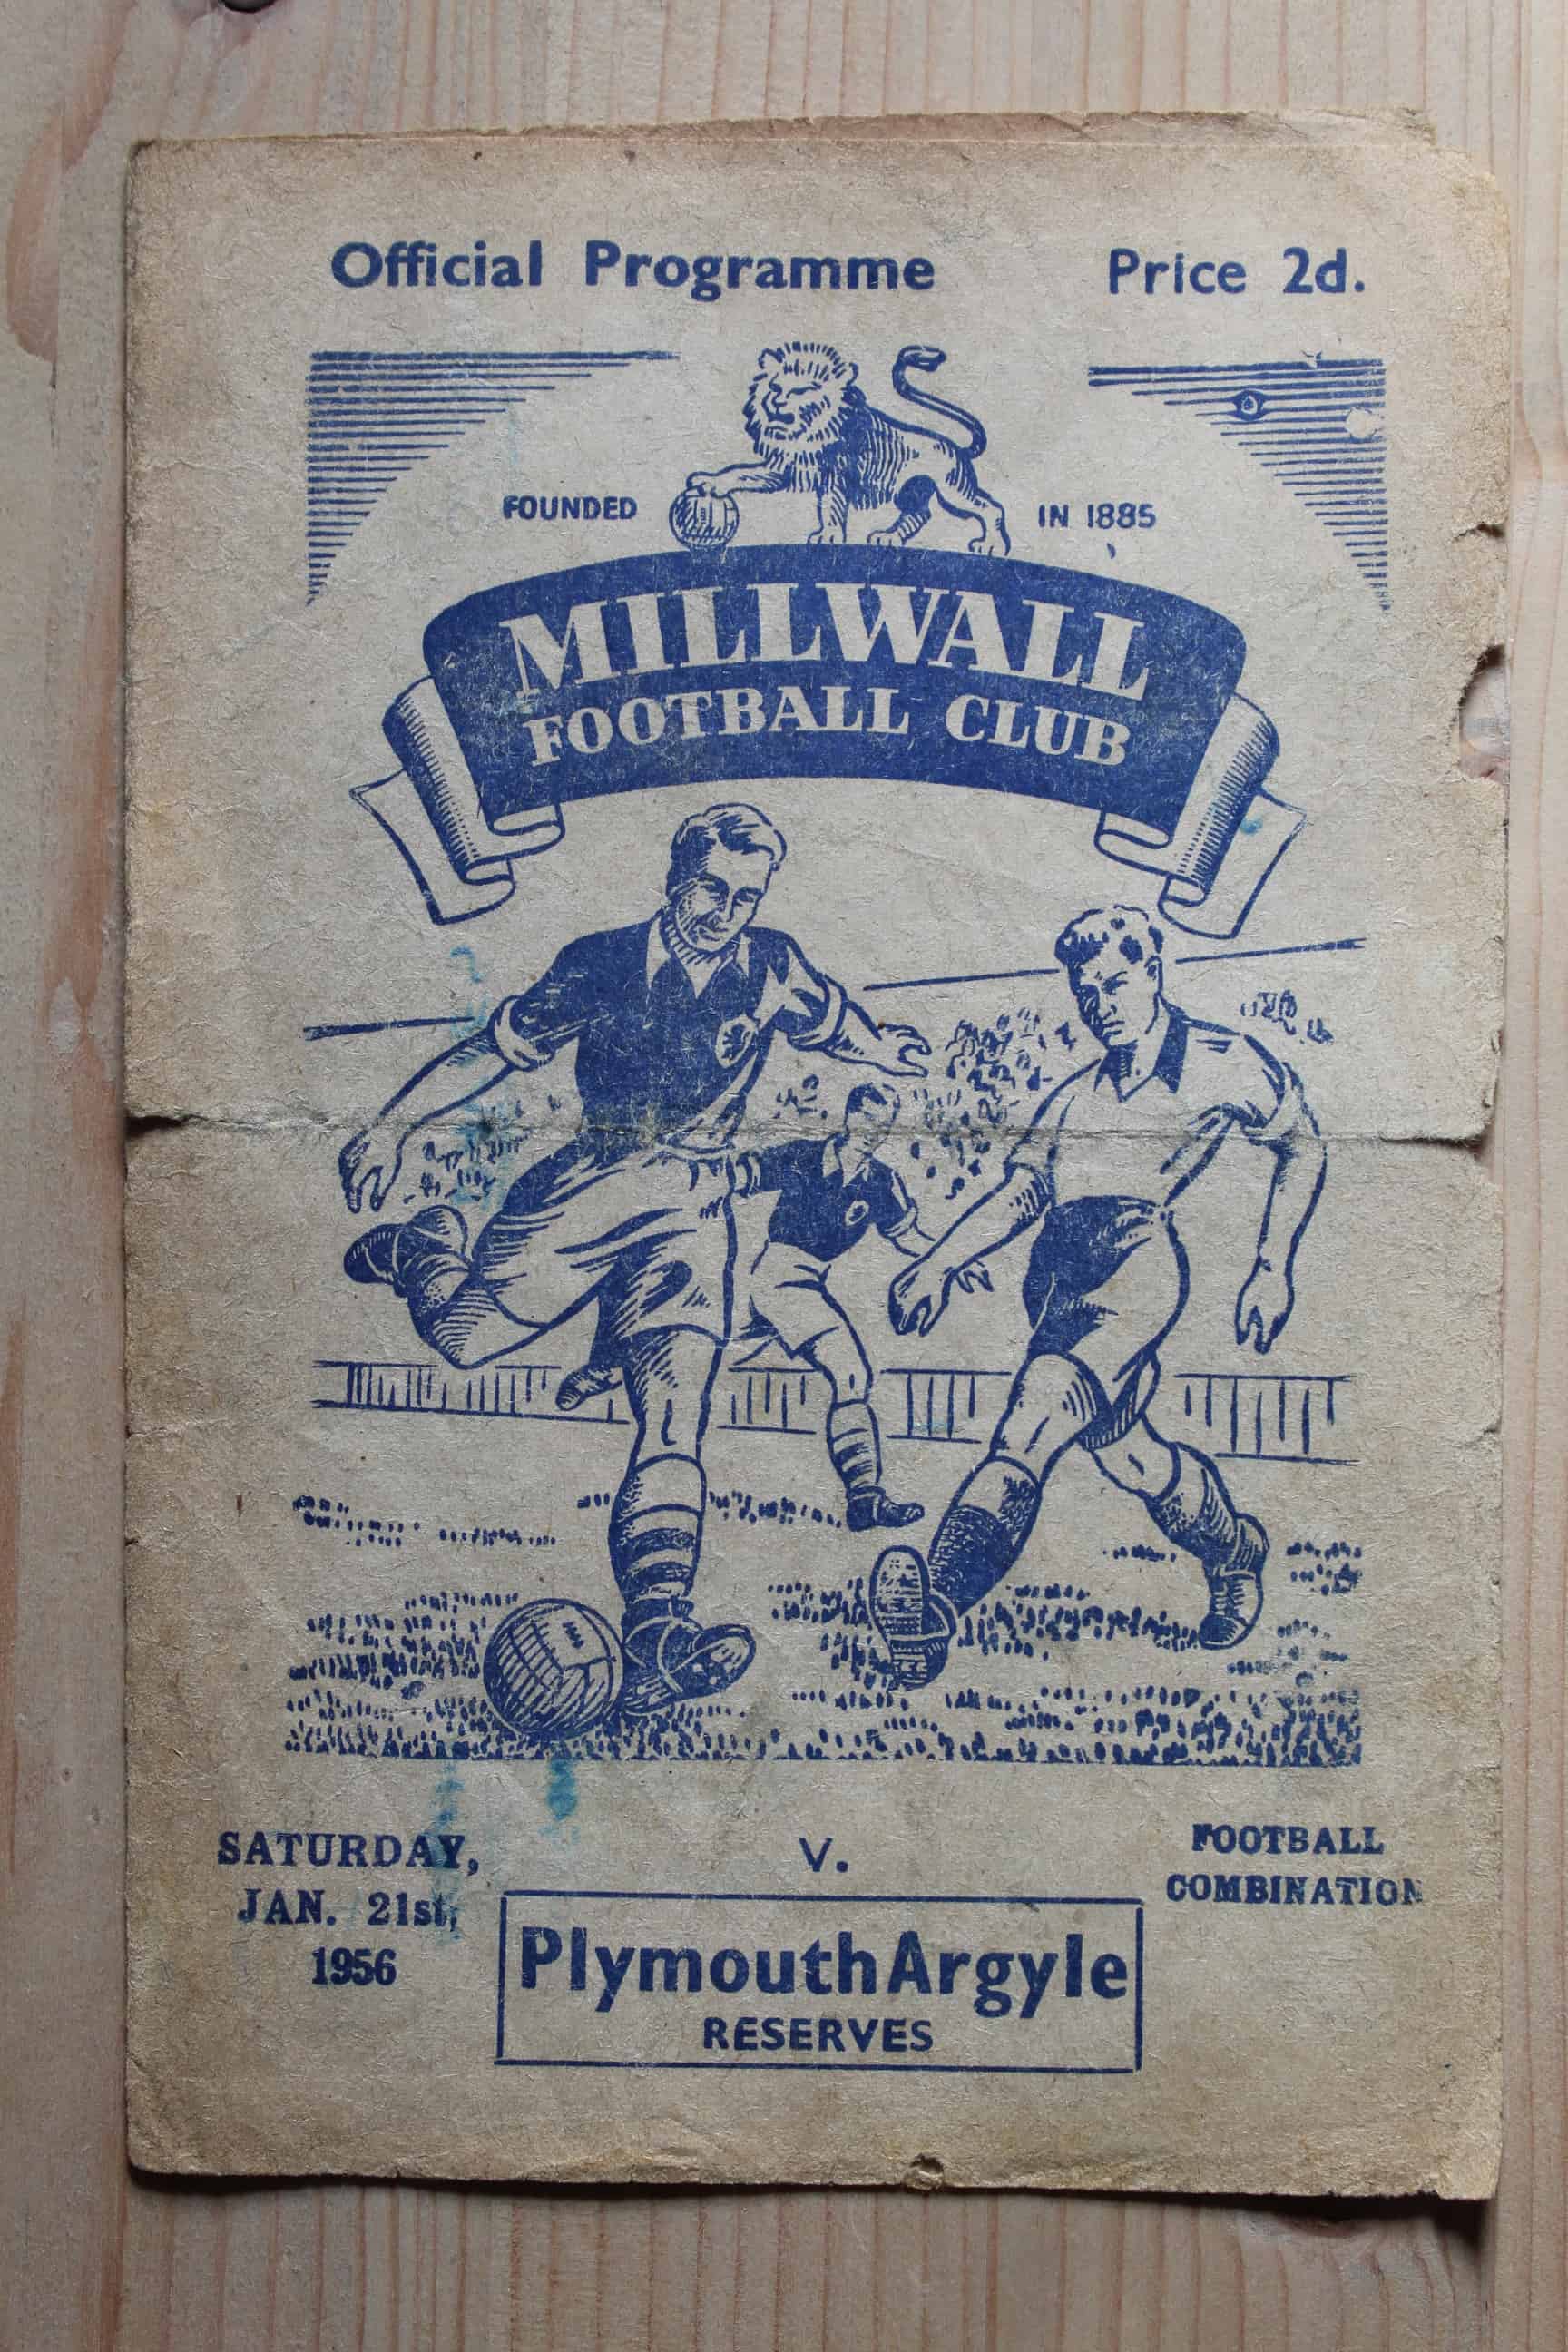 Official Programme Price 2d.
FOUNDED IN 1885
MILLWALL
FOOTBALL CLUB
SATURDAY,
JAN. 21st,
1956
V.
Plymouth Argyle
RESERVES
FOOTBALL
COMBINATION